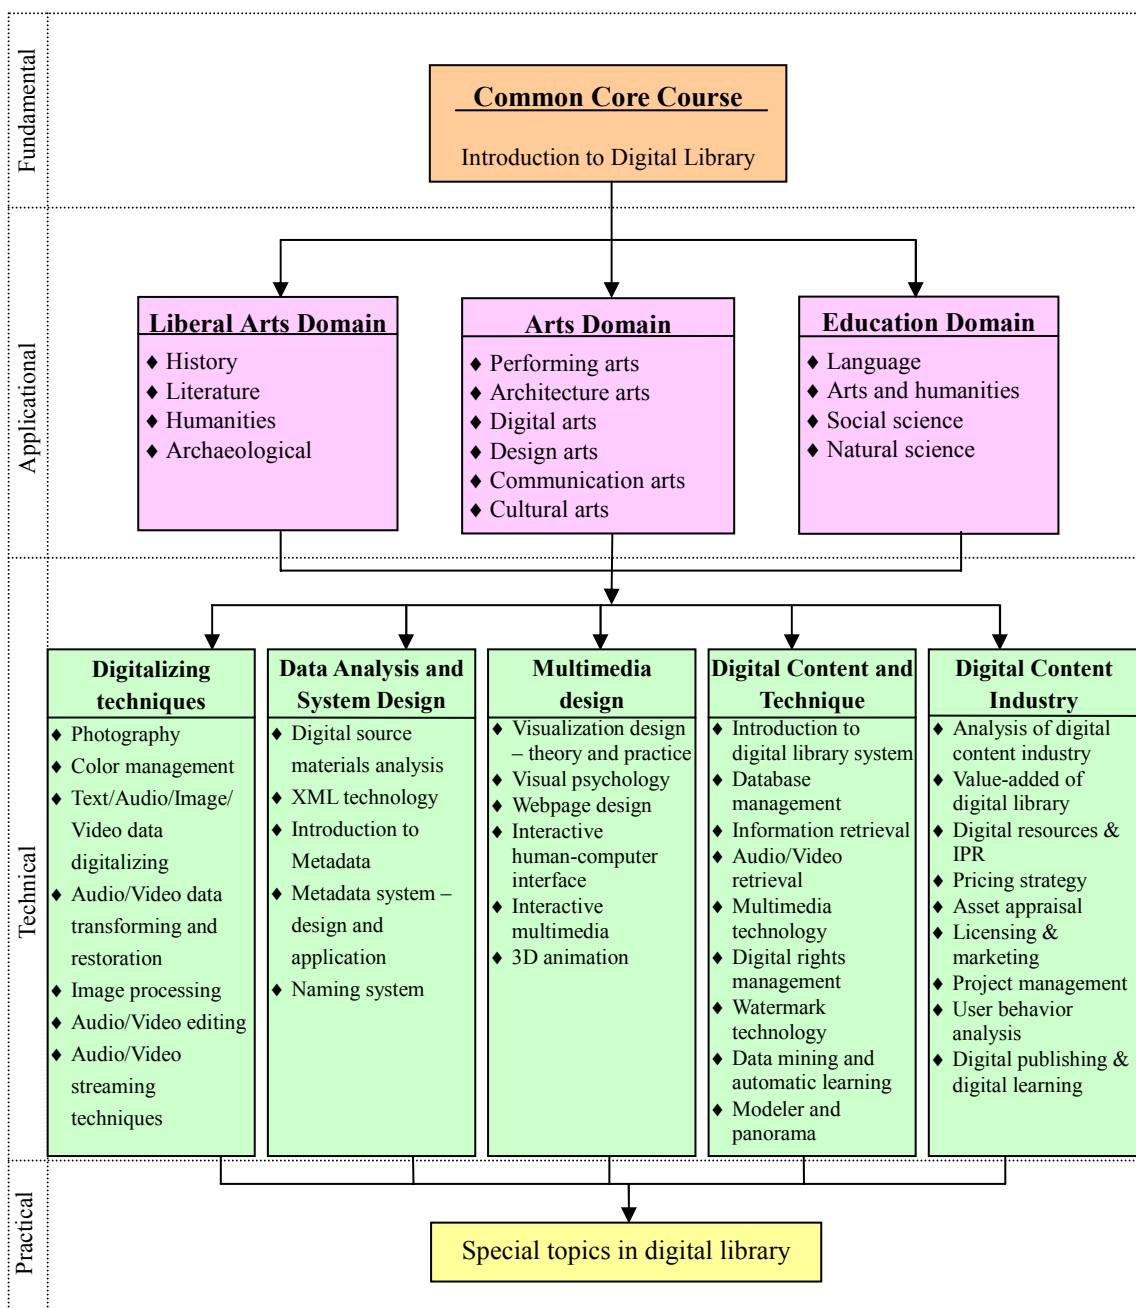 Fundamental
Common Core Course
Introduction to Digital Library
Applicational
Liberal Arts Domain
♦ History
♦ Literature
♦ Humanities
♦ Archaeological
Arts Domain
♦ Performing arts
♦ Architecture arts
♦ Digital arts
♦ Design arts
♦ Communication arts
♦ Cultural arts
Education Domain
♦ Language
♦ Arts and humanities
♦ Social science
♦ Natural science
Technical
Digitalizing
techniques
♦ Photography
♦ Color management
♦ Text/Audio/Image/
Video data
digitalizing
♦ Audio/Video data
transforming and
restoration
♦ Image processing
♦ Audio/Video editing
♦ Audio/Video
streaming
techniques
Data Analysis and
System Design
♦ Digital source
materials analysis
♦ XML technology
♦ Introduction to
Metadata
♦ Metadata system –
design and
application
♦ Naming system
Multimedia
design
♦ Visualization design
– theory and practice
♦ Visual psychology
♦ Webpage design
♦ Interactive
human-computer
interface
♦ Interactive
multimedia
♦ 3D animation
Digital Content and
Technique
♦ Introduction to
digital library system
♦ Database
management
♦ Information retrieval
♦ Audio/Video
retrieval
♦ Multimedia
technology
♦ Digital rights
management
♦ Watermark
technology
♦ Data mining and
automatic learning
♦ Modeler and
panorama
Digital Content
Industry
♦ Analysis of digital
content industry
♦ Value-added of
digital library
♦ Digital resources &
IPR
♦ Pricing strategy
♦ Asset appraisal
♦ Licensing &
marketing
♦ Project management
♦ User behavior
analysis
♦ Digital publishing &
digital learning
Practical
Special topics in digital library